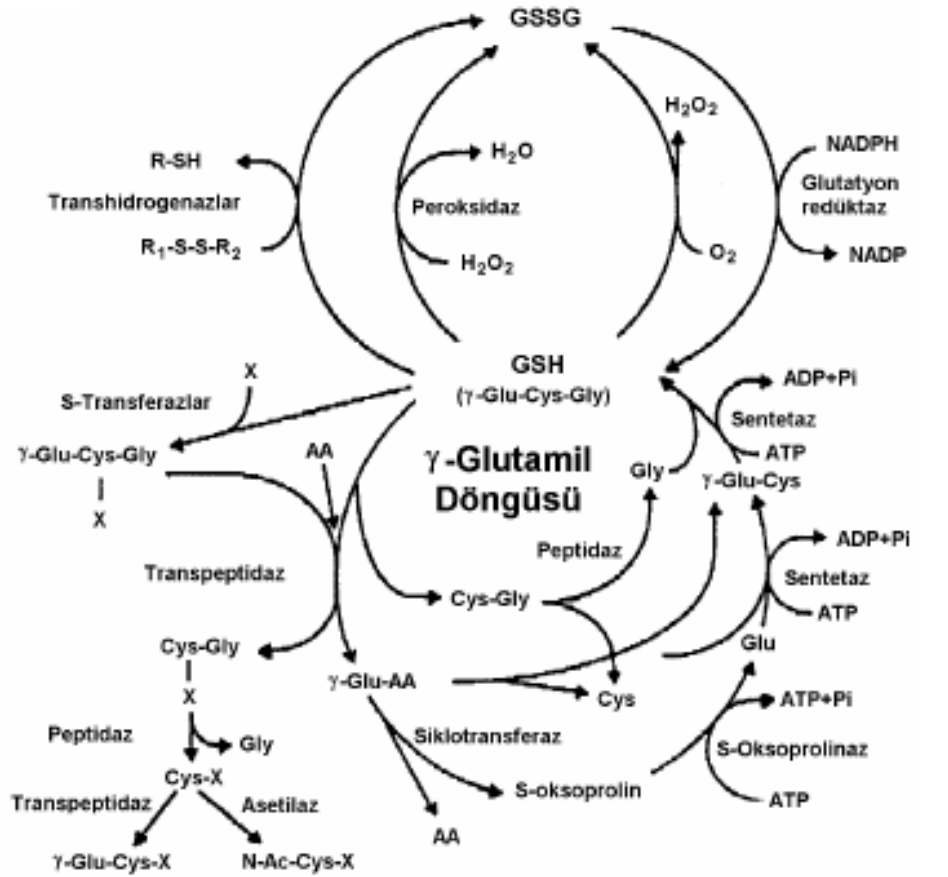 GSSG
H₂O₂
R-SH
H₂O
NADPH
Transhidrogenazlar
Peroksidaz
Glutatyon
redüktaz
R₁-S-S-R₂
H₂O₂
O₂
NADP
GSH
(γ-Glu-Cys-Gly)
X
ADP+Pi
S-Transferazlar
Sentetaz
γ-Glu-Cys-Gly
AA
γ-Glutamil
Döngüsü
Gly
ATP
γ-Glu-Cys
X
Peptidaz
ADP+Pi
Transpeptidaz
Cys-Gly
Sentetaz
ATP
Cys-Gly
Glu
X
γ-Glu-AA
Cys
ATP+Pi
Peptidaz
Gly
Siklotransferaz
S-Oksoprolinaz
Cys-X
S-oksoprolin
ATP
Transpeptidaz
Asetilaz
AA
γ-Glu-Cys-X
N-Ac-Cys-X